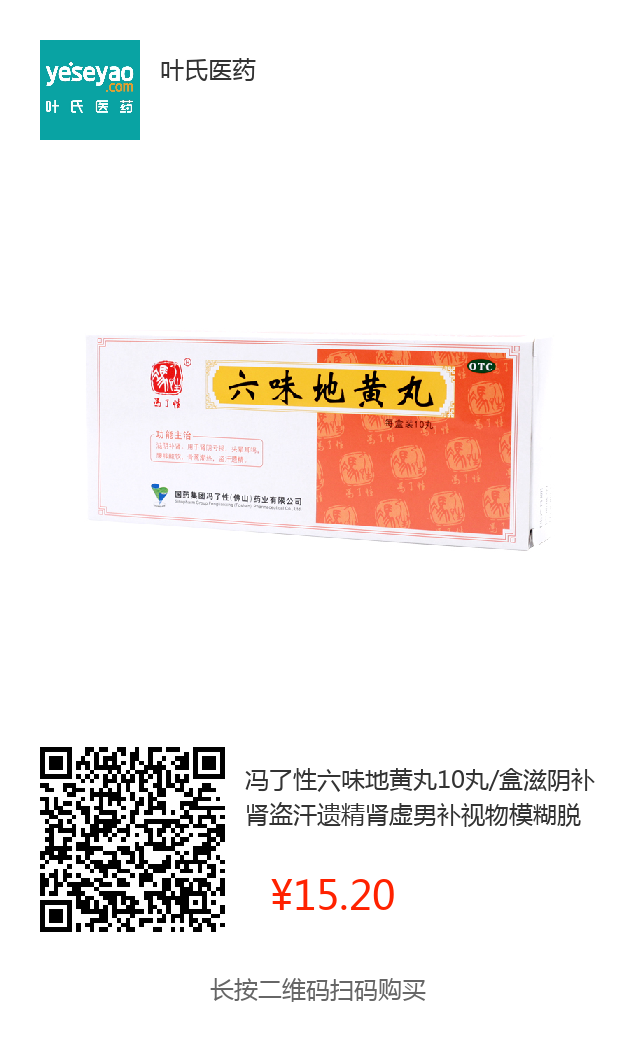 yeseyao
.com
叶氏医药
叶氏医药
冯了性
®
六味地黄丸
OTC
每盒装10丸
功能主治
国药集团冯了性(佛山)药业有限公司
冯了性六味地黄丸10丸/盒滋阴补
肾盗汗遗精肾虚男补视物模糊脱
¥15.20
长按二维码扫码购买